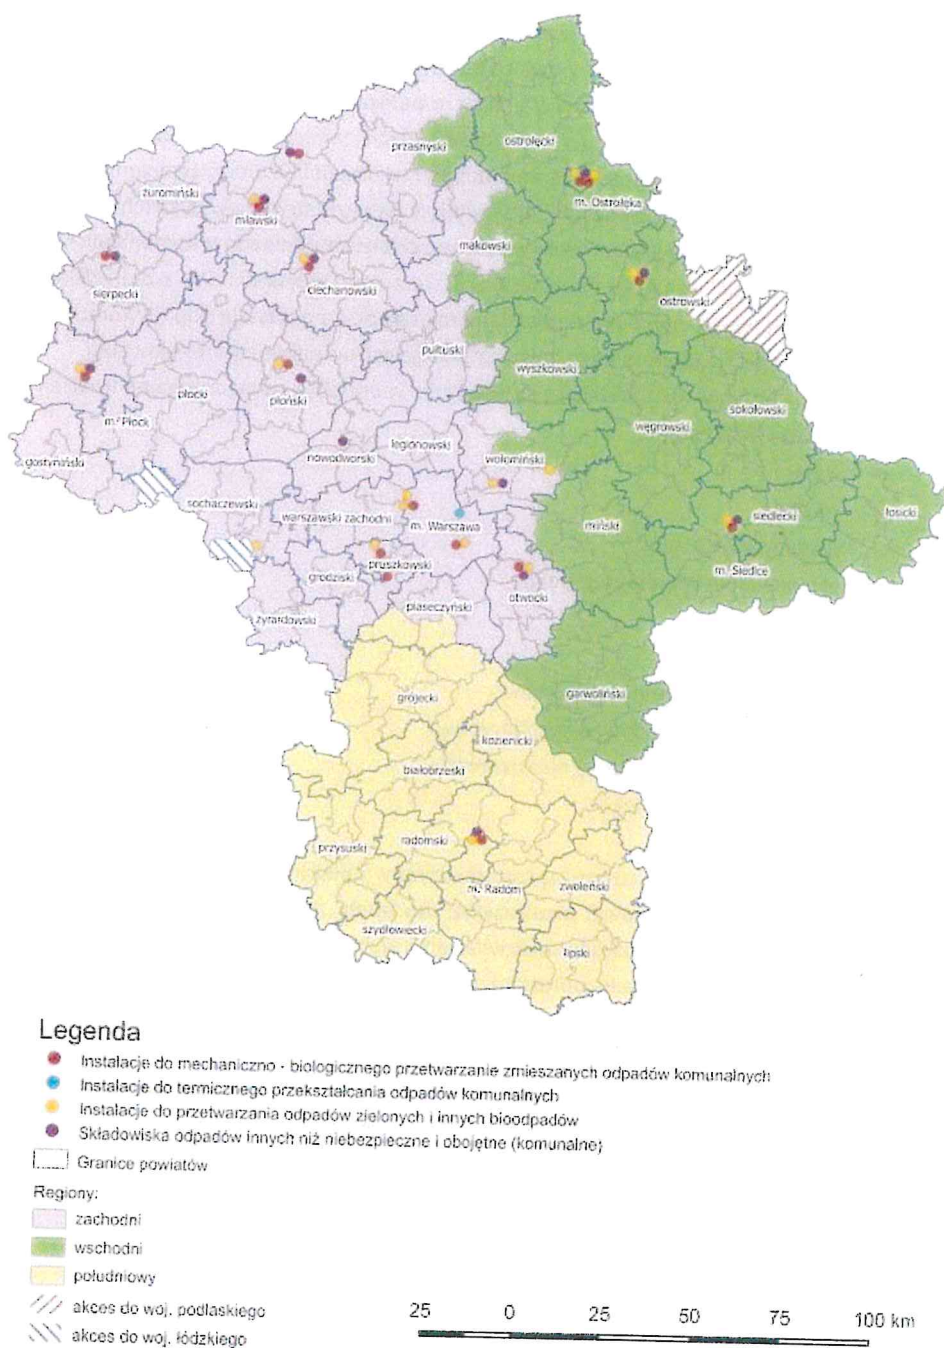 ostrołęcki
przasnyski
żuromiński
m. Ostrołęka
mławski
makowski
sierpecki
ciechanowski
ostrowski
pułtuski
wyszkowski
płocki
płoński
sokołowski
m. Płock
węgrowski
legionowski
gostyniński
nowodworski
wołomiński
sochaczewski
siedlecki
łosicki
warszawski zachodni
m. Warszawa
miński
pruszkowski
m. Siedlce
grodziski
otwocki
piaseczyński
żyrardowski
garwoliński
grójecki
kozienicki
białobrzeski
przysuski
radomski
m. Radom
zwoleński
szydłowiecki
lipski
Legenda
Instalacje do mechaniczno - biologicznego przetwarzanie zmieszanych odpadów komunalnych
Instalacje do termicznego przekształcania odpadów komunalnych
Instalacje do przetwarzania odpadów zielonych i innych bioodpadów
Składowiska odpadów innych niż niebezpieczne i obojętne (komunalne)
Granice powiatów
Regiony:
zachodni
wschodni
południowy
akces do woj. podlaskiego
akces do woj. łódzkiego
25 0 25 50 75 100 km